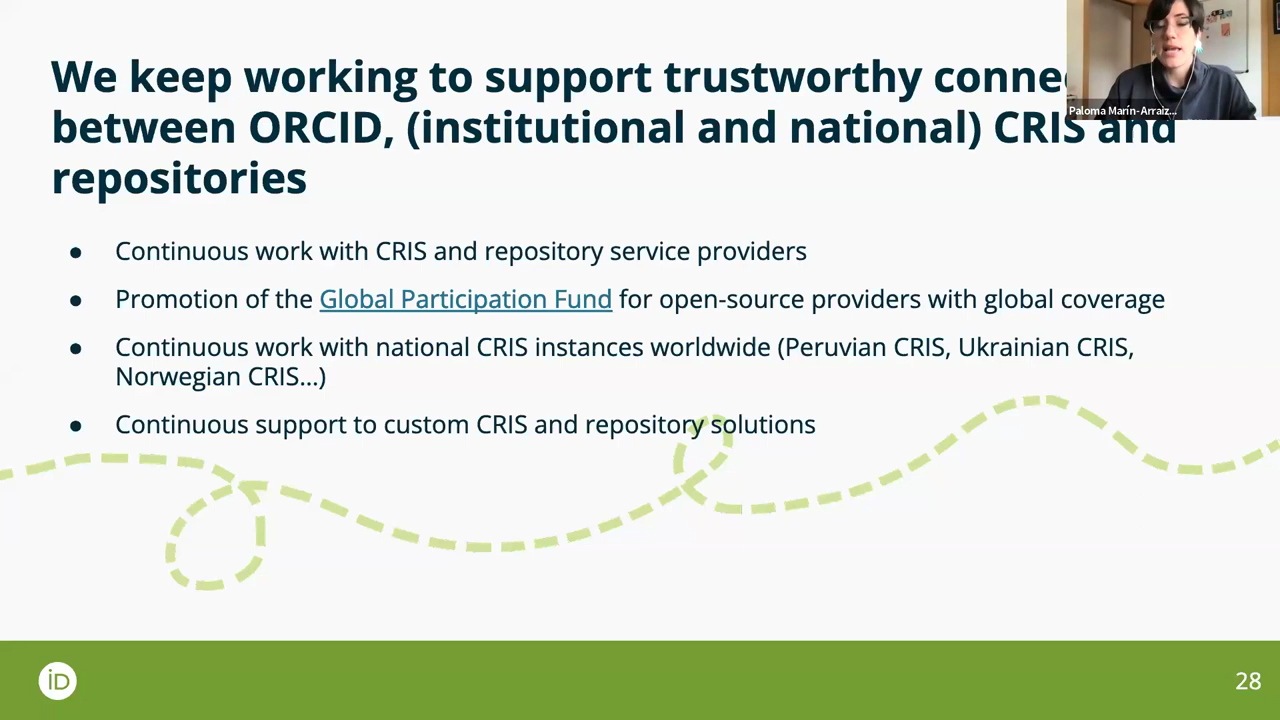 We keep working to support trustworthy connec
between ORCID, (institutional and national) CRIS and
repositories
Paloma Marín-Arraiz...
● Continuous work with CRIS and repository service providers
● Promotion of the Global Participation Fund for open-source providers with global coverage
● Continuous work with national CRIS instances worldwide (Peruvian CRIS, Ukrainian CRIS,
Norwegian CRIS...)
● Continuous support to custom CRIS and repository solutions
iD
28